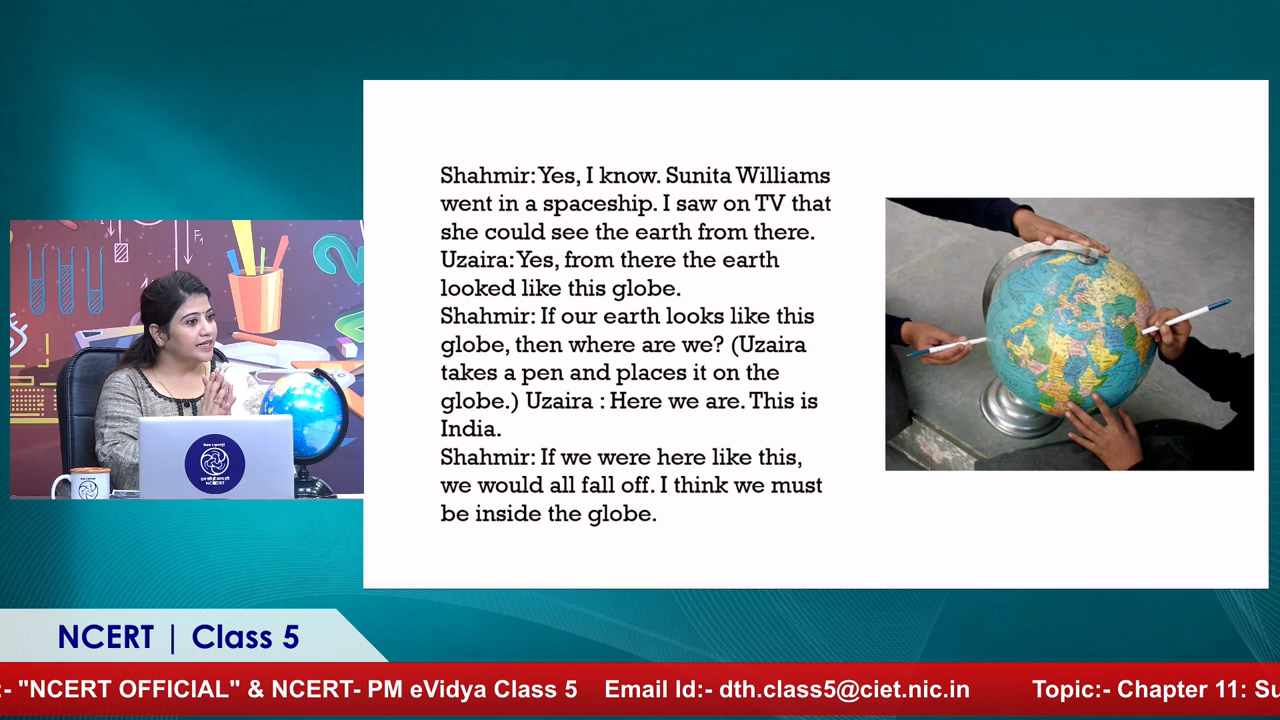 Shahmir: Yes, I know. Sunita Williams
went in a spaceship. I saw on TV that
she could see the earth from there.
Uzaira: Yes, from there the earth
looked like this globe.
Shahmir: If our earth looks like this
globe, then where are we? (Uzaira
takes a pen and places it on the
globe.) Uzaira : Here we are. This is
India.
Shahmir: If we were here like this,
we would all fall off. I think we must
be inside the globe.
F₁
NCERT
NCERT | Class 5
:- "NCERT OFFICIAL" & NCERT- PM eVidya Class 5 Email Id:- dth.class5@ciet.nic.in Topic:- Chapter 11: Su